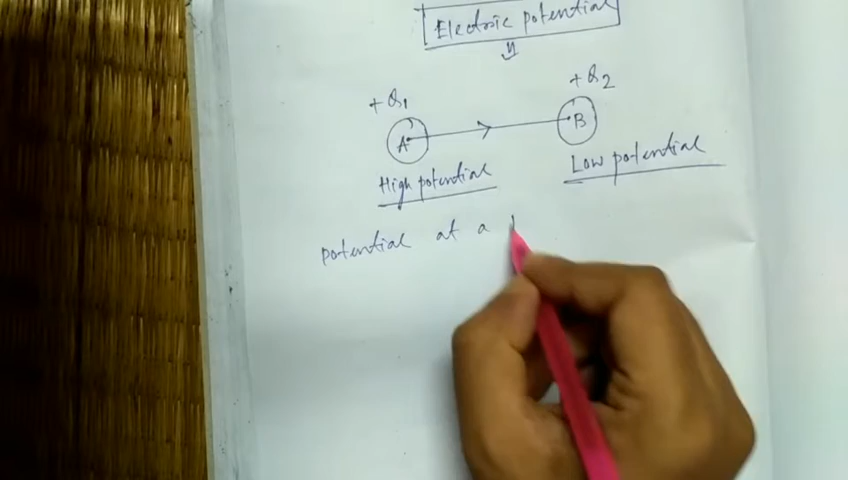 Electric potential
+ Q1
+ Q2
A
B
High potential
Low potential
potential at a